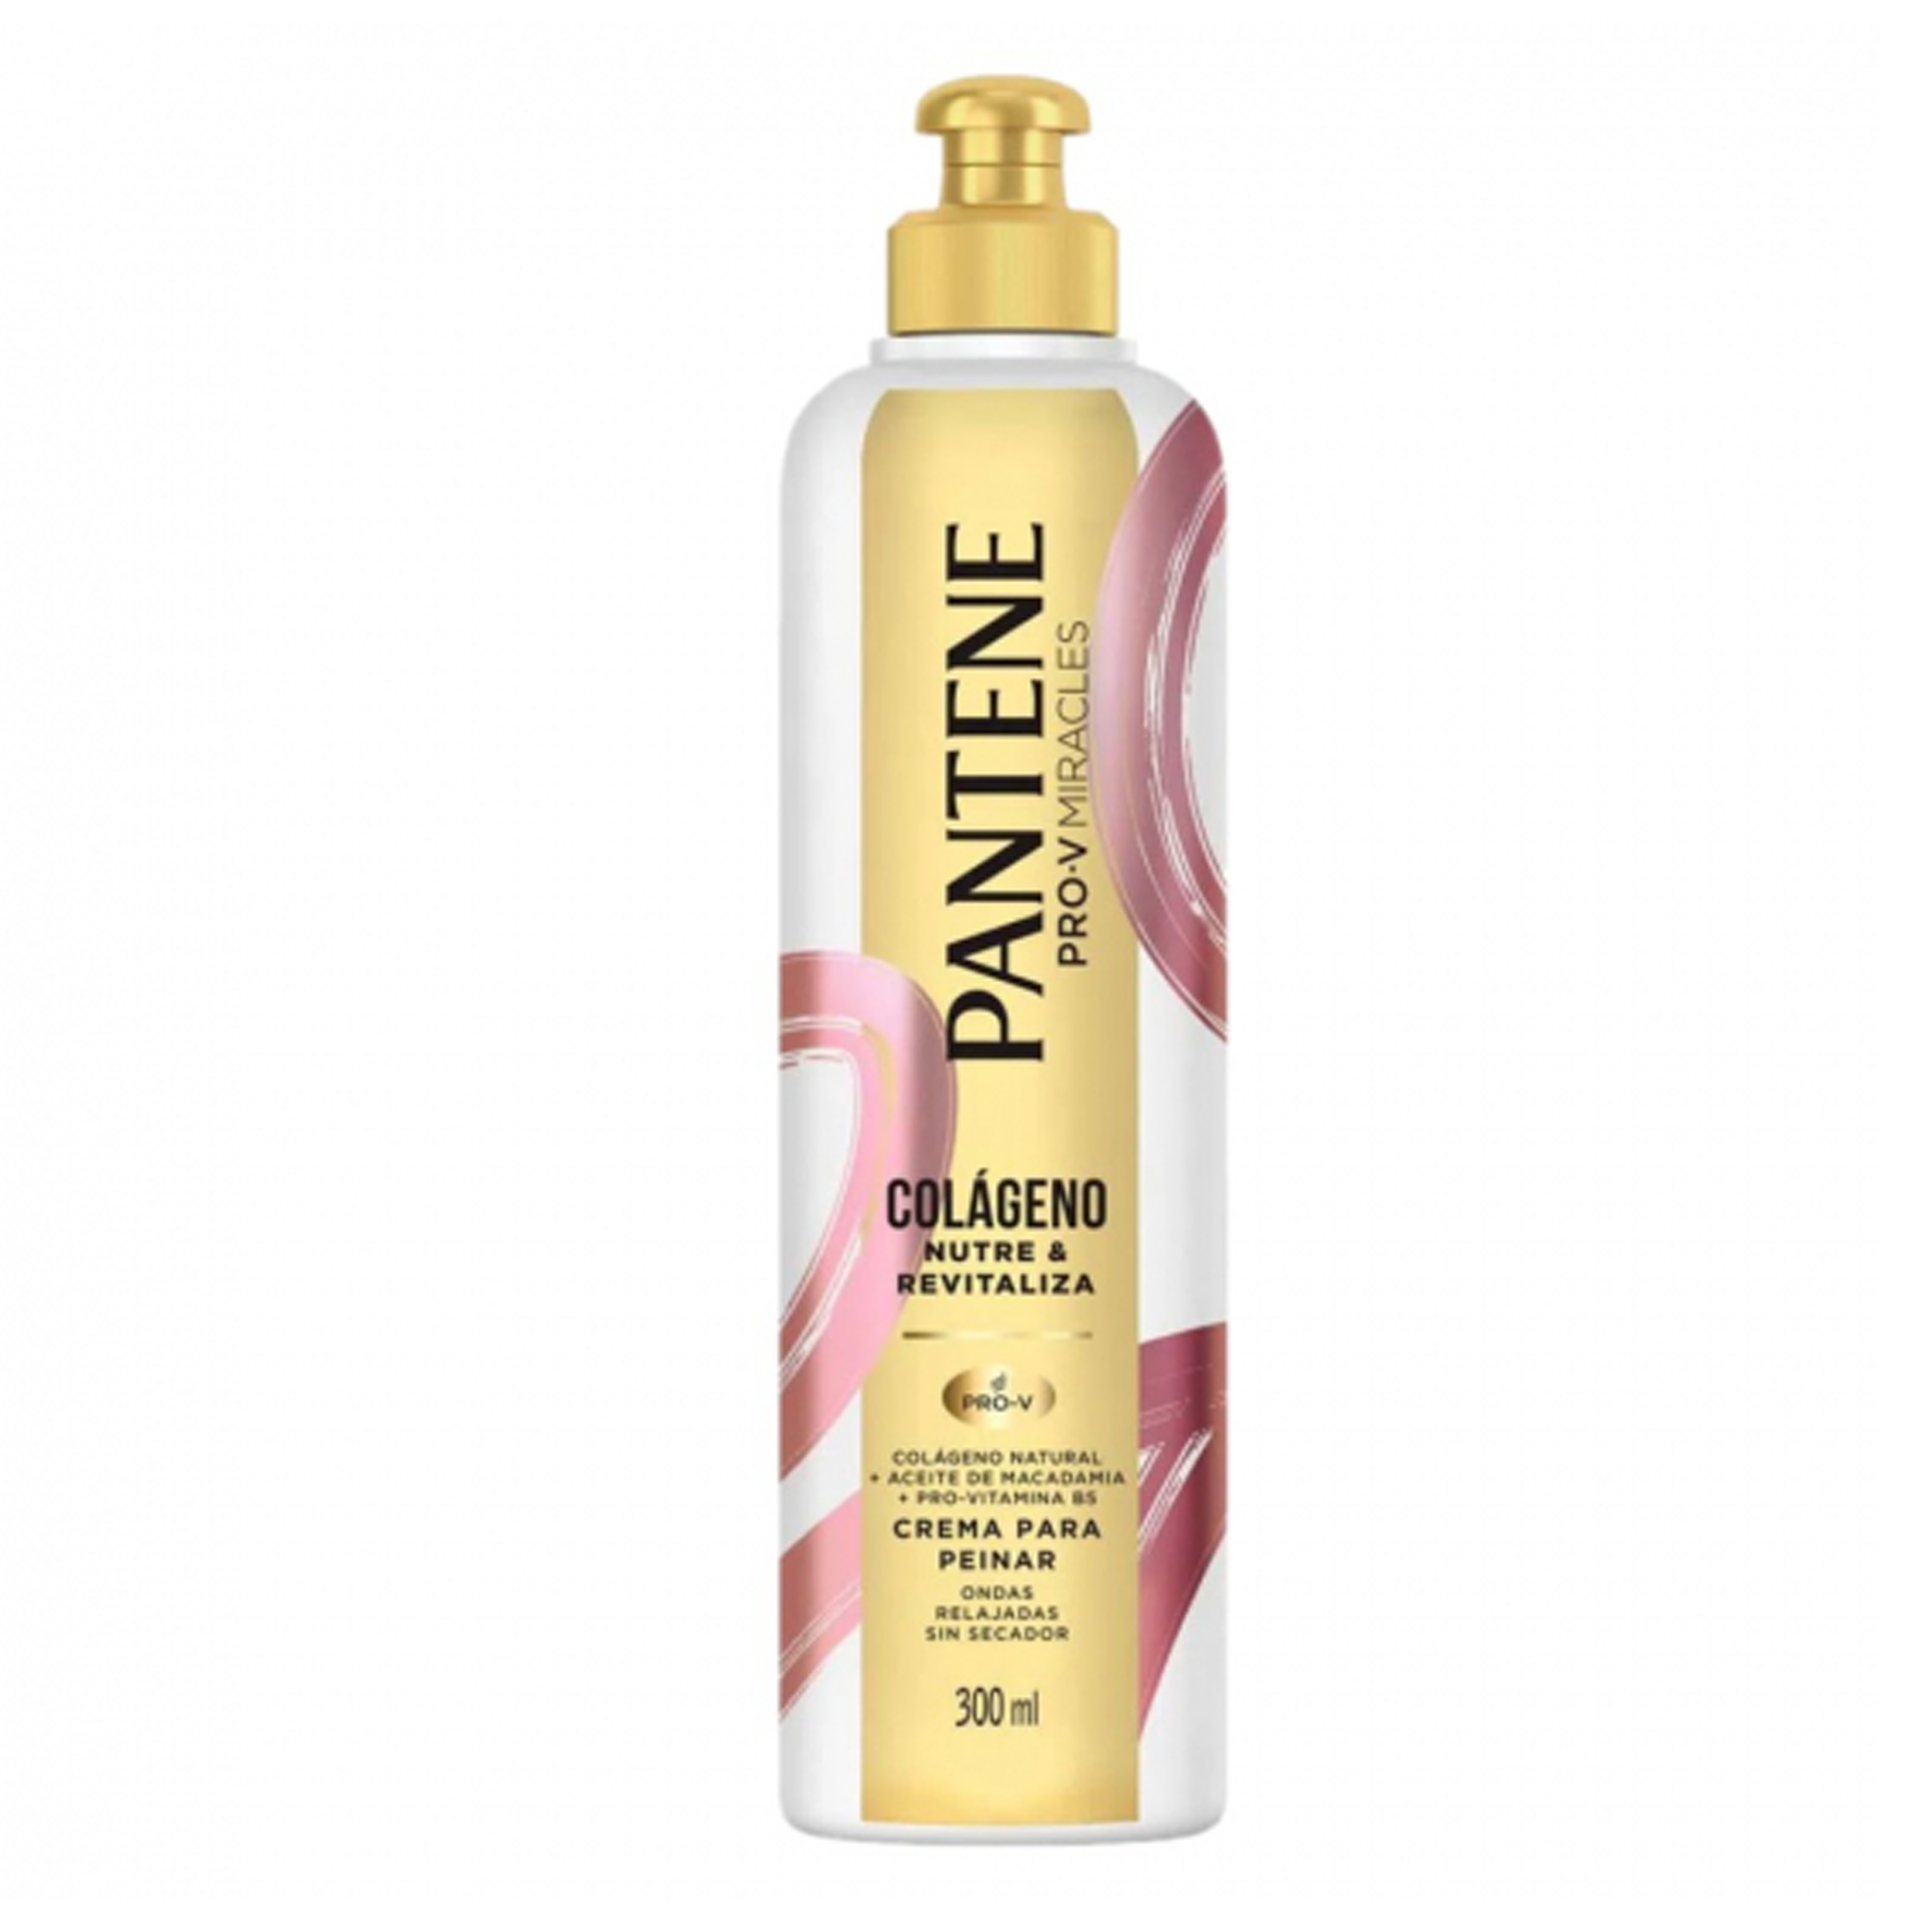 PANTENE
PRO-V MIRACLES
COLÁGENO
NUTRE &
REVITALIZA
PRO-V
COLÁGENO NATURAL
+ ACEITE DE MACADAMIA
+ PRO-VITAMINA B5
CREMA PARA
PEINAR
ONDAS
RELAJADAS
SIN SECADOR
300 ml